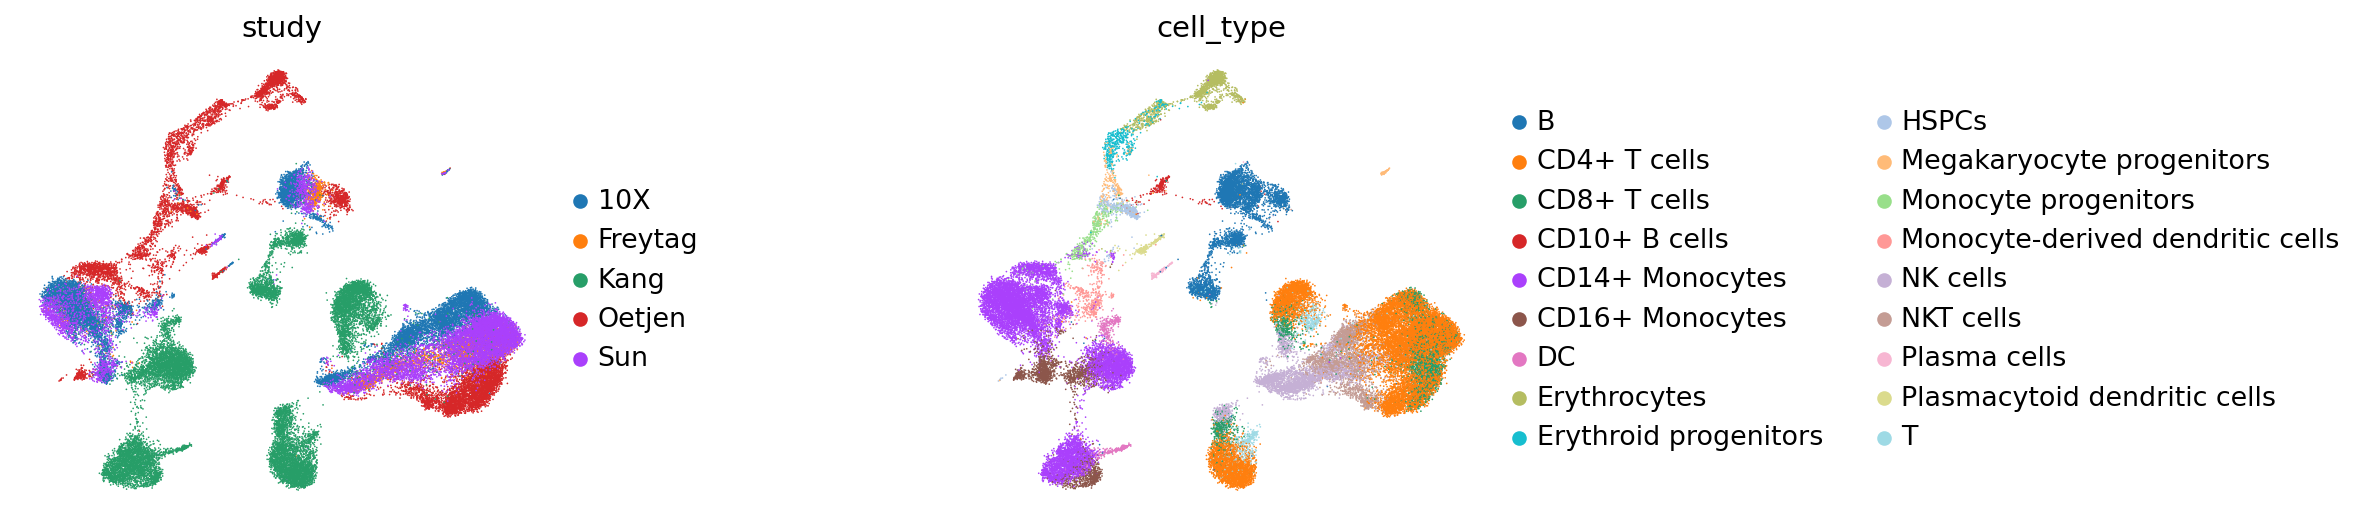 study
10X
Freytag
Kang
Oetjen
Sun
cell_type
B
CD4+ T cells
CD8+ T cells
CD10+ B cells
CD14+ Monocytes
CD16+ Monocytes
DC
Erythrocytes
Erythroid progenitors
HSPCs
Megakaryocyte progenitors
Monocyte progenitors
Monocyte-derived dendritic cells
NK cells
NKT cells
Plasma cells
Plasmacytoid dendritic cells
T